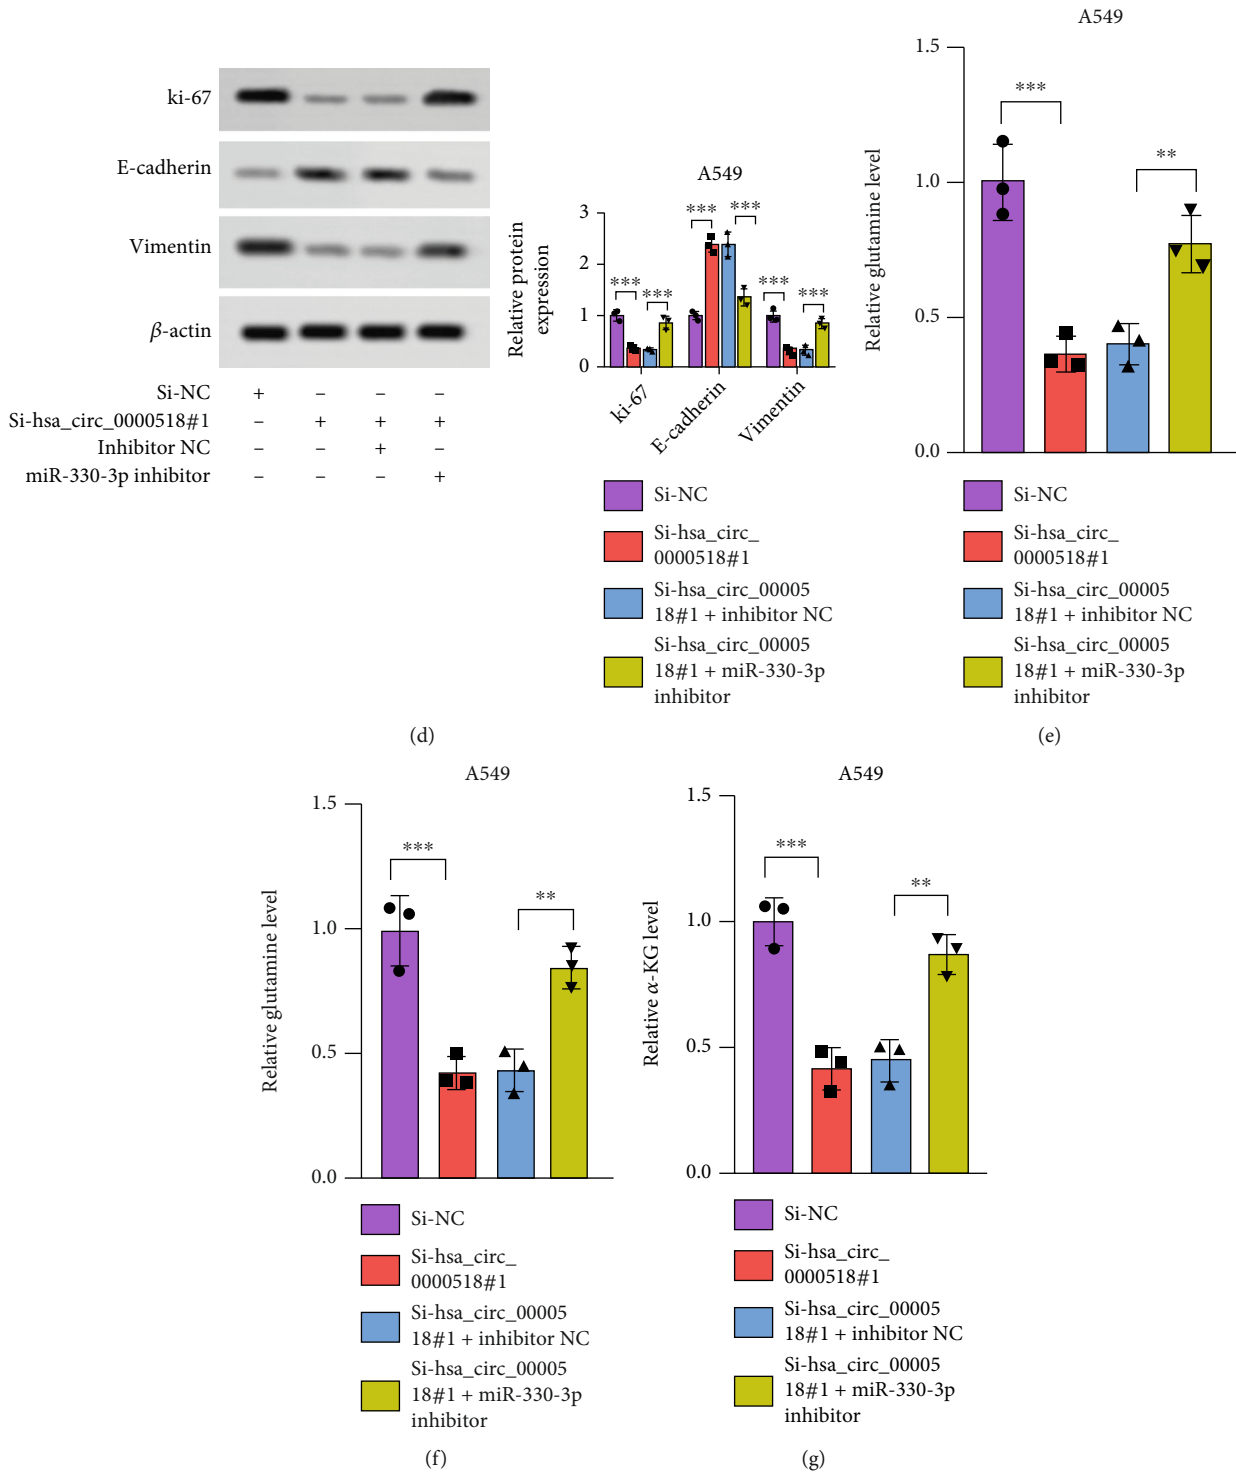 ki-67
E-cadherin
Vimentin
β-actin
Si-NC + – – –
Si-hsa_circ_0000518#1 – + + +
Inhibitor NC – – + –
miR-330-3p inhibitor – – – +
A549
Relative protein
expression
3
2
1
0
*** *** *** *** *** ***
ki-67
E-cadherin
Vimentin
Si-NC
Si-hsa_circ_
0000518#1
Si-hsa_circ_00005
18#1 + inhibitor NC
Si-hsa_circ_00005
18#1 + miR-330-3p
inhibitor
(d)
A549
Relative glutamine level
1.5
1.0
0.5
0.0
***
**
Si-NC
Si-hsa_circ_
0000518#1
Si-hsa_circ_00005
18#1 + inhibitor NC
Si-hsa_circ_00005
18#1 + miR-330-3p
inhibitor
(e)
A549
Relative glutamine level
1.5
1.0
0.5
0.0
***
**
Si-NC
Si-hsa_circ_
0000518#1
Si-hsa_circ_00005
18#1 + inhibitor NC
Si-hsa_circ_00005
18#1 + miR-330-3p
inhibitor
(f)
A549
Relative α-KG level
1.5
1.0
0.5
0.0
***
**
Si-NC
Si-hsa_circ_
0000518#1
Si-hsa_circ_00005
18#1 + inhibitor NC
Si-hsa_circ_00005
18#1 + miR-330-3p
inhibitor
(g)